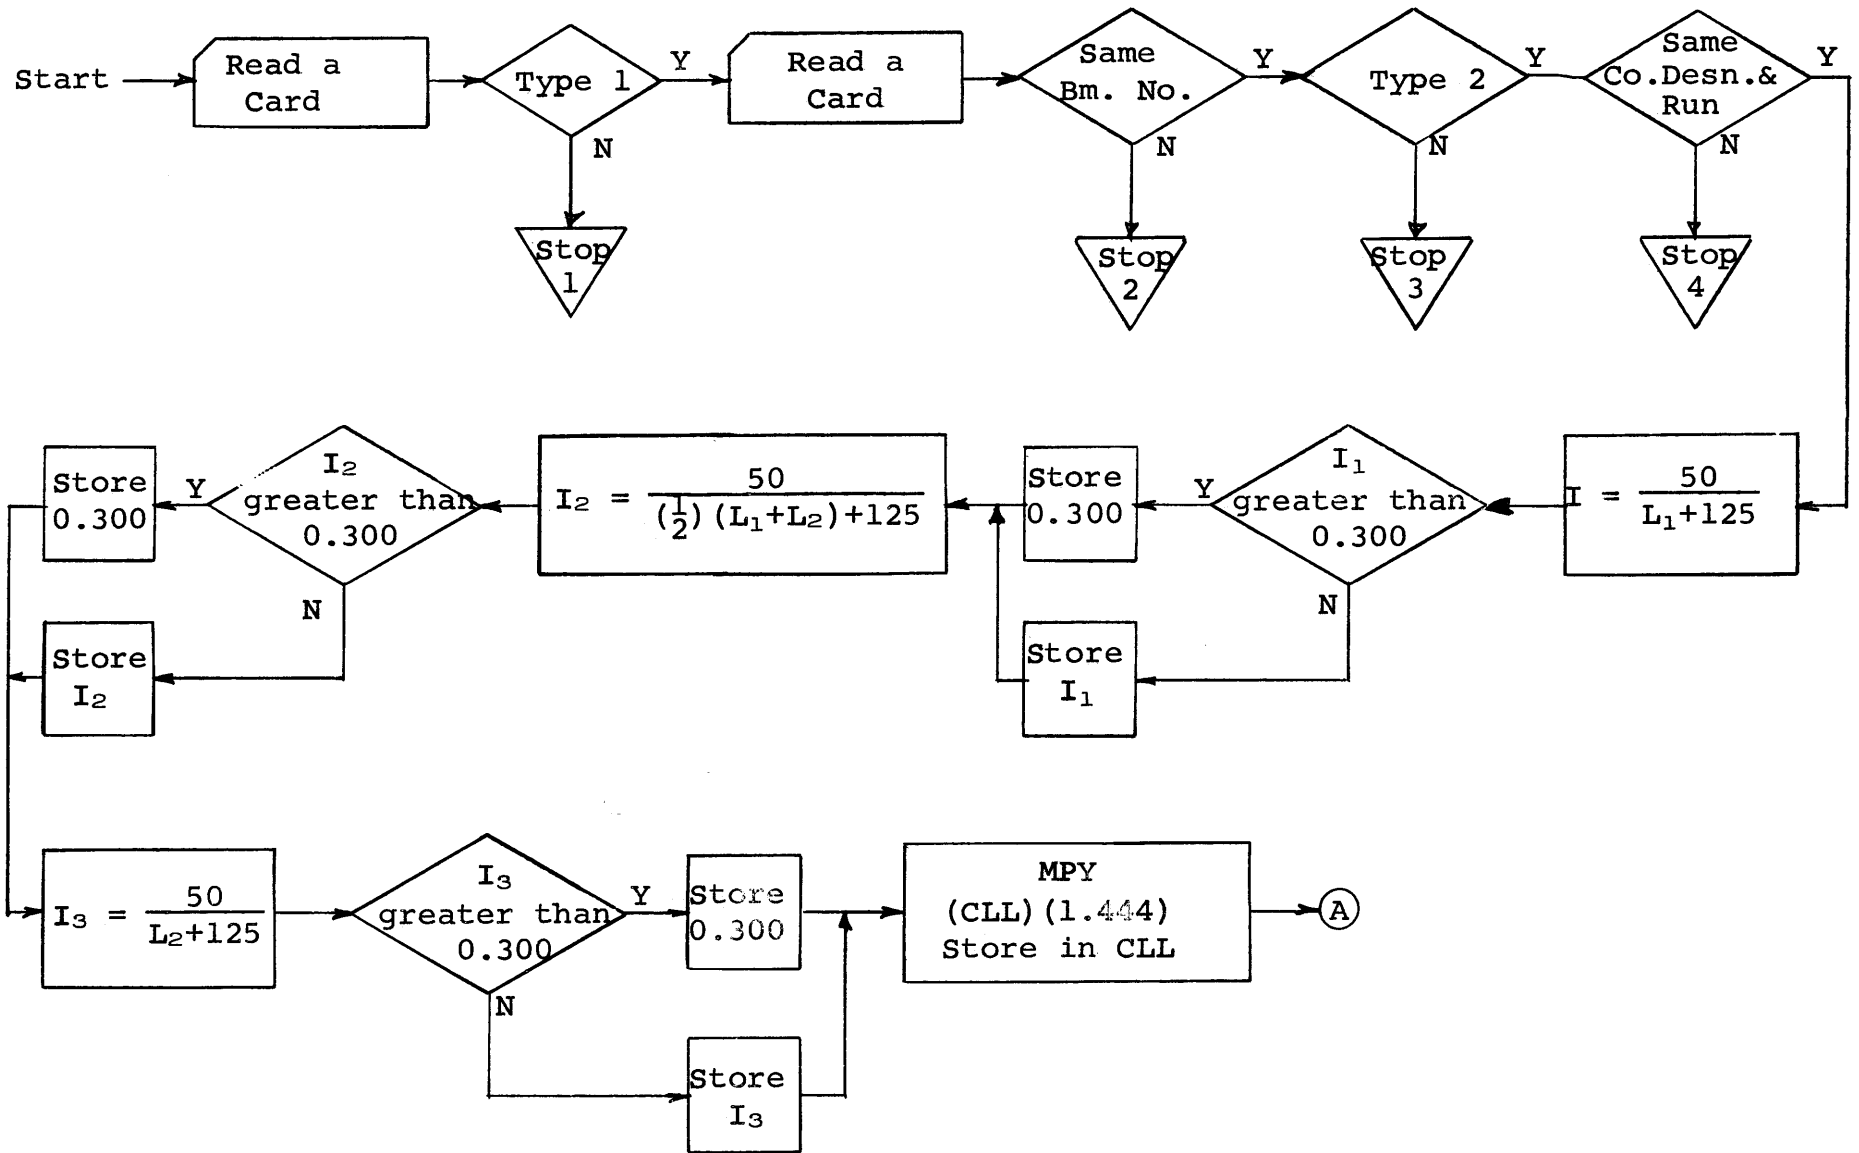 Start
Read a
Card
Type 1
Y
N
Stop
1
Read a
Card
Same
Bm. No.
Y
N
Stop
2
Type 2
Y
N
Stop
3
Same
Co.Desn.&
Run
Y
N
Stop
4
I = 50 / L₁+125
I₁
greater than
0.300
Y
N
Store
0.300
Store
I₁
I₂ = 50 / (½)(L₁+L₂)+125
I₂
greater than
0.300
Y
N
Store
0.300
Store
I₂
I₃ = 50 / L₂+125
I₃
greater than
0.300
Y
N
Store
0.300
Store
I₃
MPY
(CLL)(1.444)
Store in CLL
A